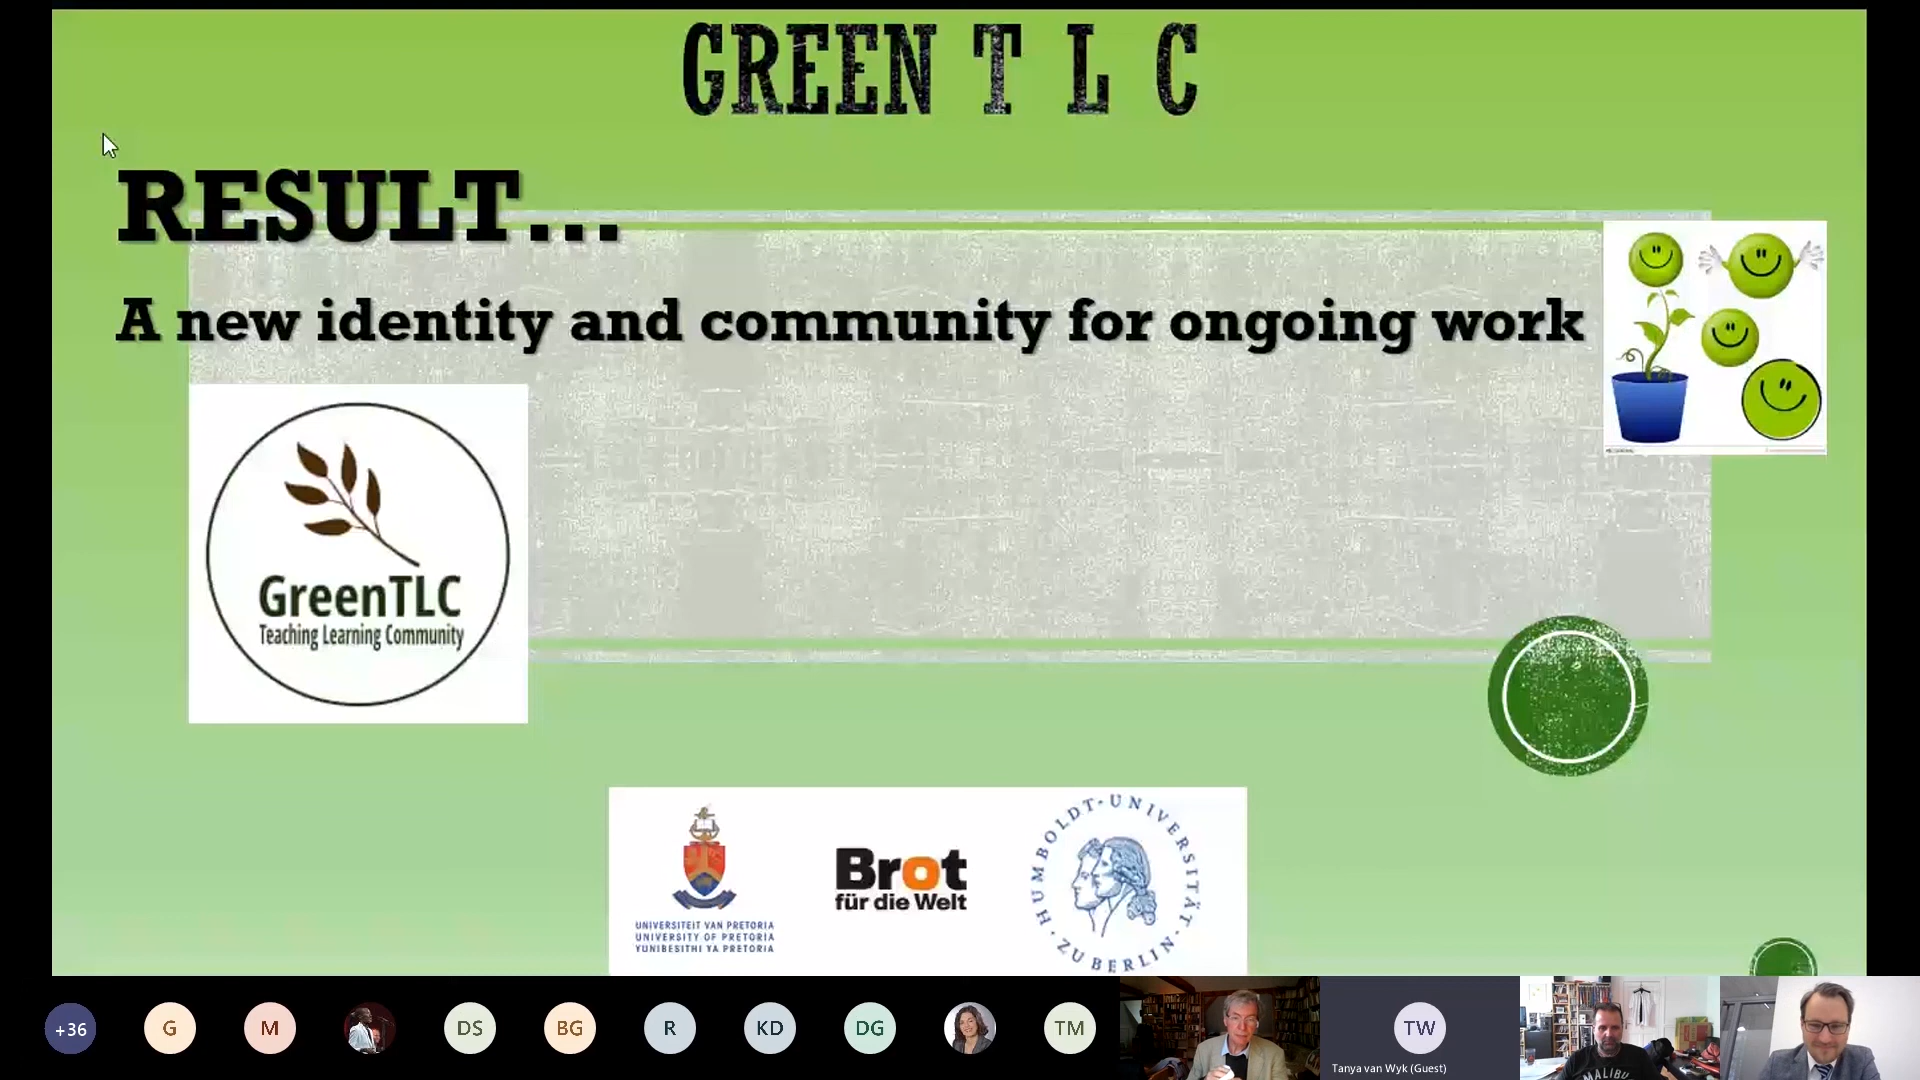 GREEN T L C
RESULT...
A new identity and community for ongoing work
GreenTLC
Teaching Learning Community
UNIVERSITEIT VAN PRETORIA
UNIVERSITY OF PRETORIA
YUNIBESITHI YA PRETORIA
Brot
für die Welt
HUMBOLDT-UNIVERSITÄT
ZU BERLIN
+36
G
M
DS
BG
R
KD
DG
TM
TW
Tanya van Wyk (Guest)
MALIBU